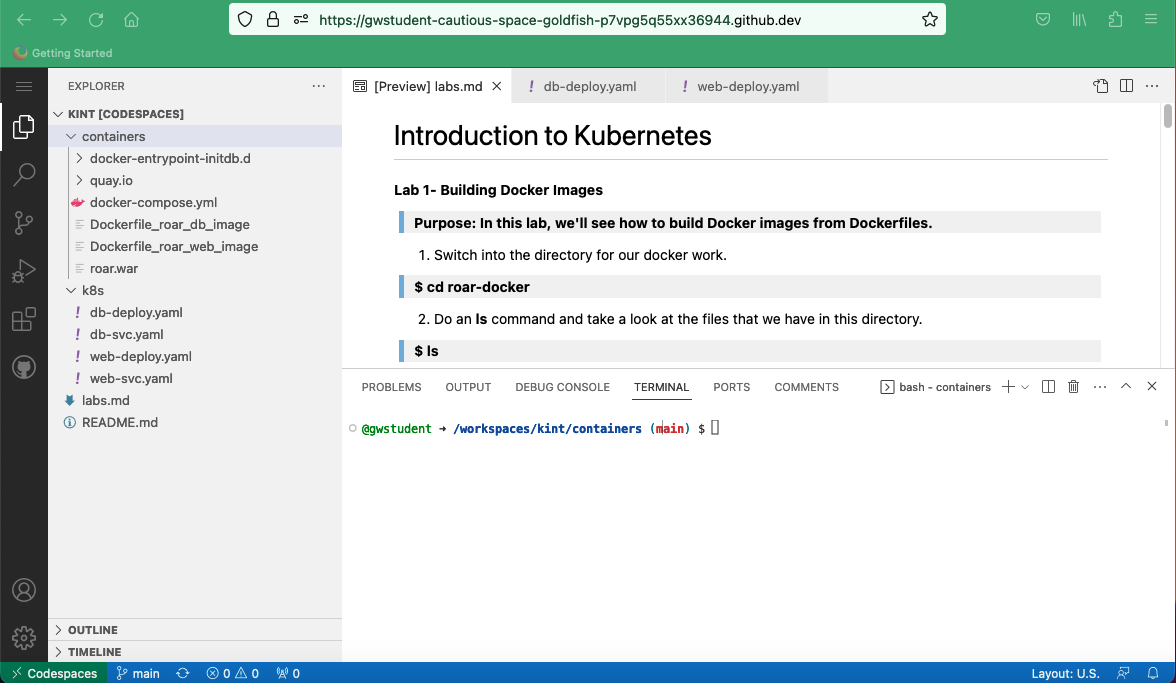 https://gwstudent-cautious-space-goldfish-p7vpg5q55xx36944.github.dev
Getting Started
EXPLORER
KINT [CODESPACES]
containers
docker-entrypoint-initdb.d
quay.io
docker-compose.yml
Dockerfile_roar_db_image
Dockerfile_roar_web_image
roar.war
k8s
! db-deploy.yaml
! db-svc.yaml
! web-deploy.yaml
! web-svc.yaml
labs.md
README.md
OUTLINE
TIMELINE
[Preview] labs.md
! db-deploy.yaml
! web-deploy.yaml
Introduction to Kubernetes
Lab 1- Building Docker Images
Purpose: In this lab, we'll see how to build Docker images from Dockerfiles.
1. Switch into the directory for our docker work.
$ cd roar-docker
2. Do an ls command and take a look at the files that we have in this directory.
$ ls
PROBLEMS OUTPUT DEBUG CONSOLE TERMINAL PORTS COMMENTS bash - containers
@gwstudent → /workspaces/kint/containers (main) $
Codespaces main 0 0 0 Layout: U.S.